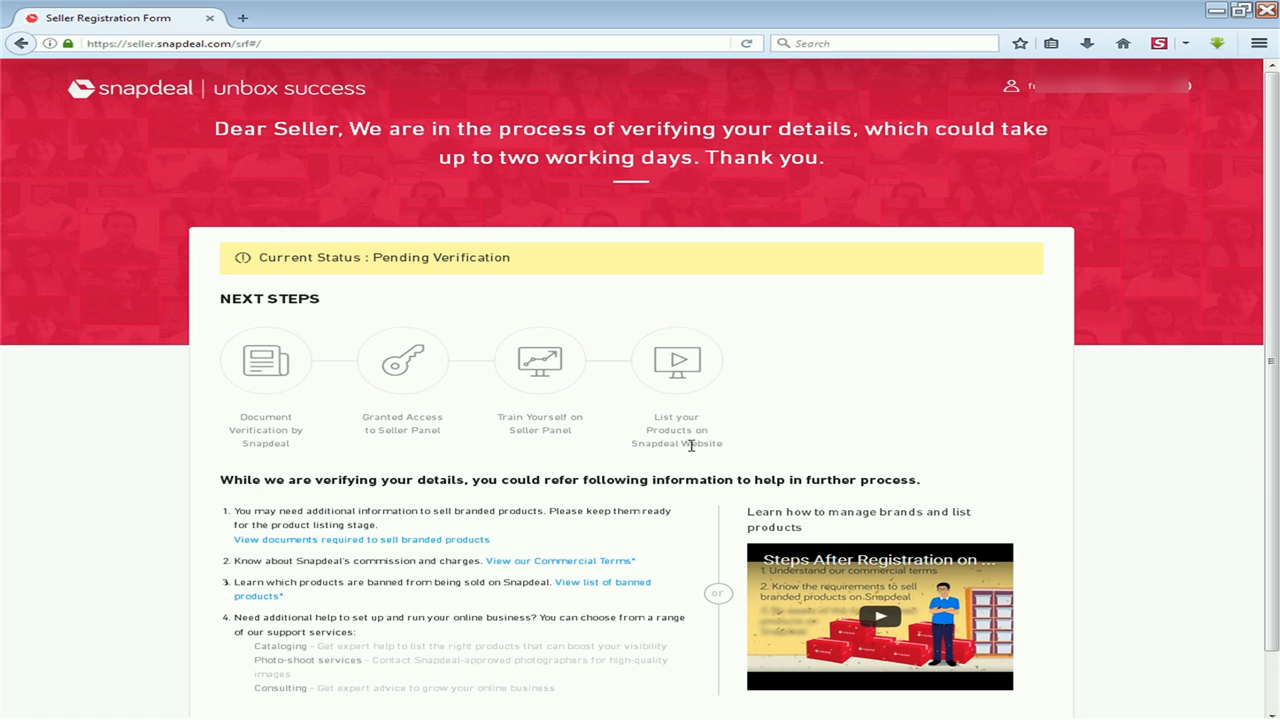 Seller Registration Form
https://seller.snapdeal.com/srf#/
Search
snapdeal | unbox success
Dear Seller, We are in the process of verifying your details, which could take
up to two working days. Thank you.
Current Status : Pending Verification
NEXT STEPS
Document
Verification by
Snapdeal
Granted Access
to Seller Panel
Train Yourself on
Seller Panel
List your
Products on
Snapdeal Website
While we are verifying your details, you could refer following information to help in further process.
1. You may need additional information to sell branded products. Please keep them ready
for the product listing stage.
View documents required to sell branded products
2. Know about Snapdeal's commission and charges. View our Commercial Terms*
3. Learn which products are banned from being sold on Snapdeal. View list of banned
products*
4. Need additional help to set up and run your online business? You can choose from a range
of our support services:
Cataloging - Get expert help to list the right products that can boost your visibility
Photo-shoot services - Contact Snapdeal-approved photographers for high-quality
images
Consulting - Get expert advice to grow your online business
or
Learn how to manage brands and list
products
Steps After Registration on ...
1. Understand our commercial terms
2. Know the requirements to sell
branded products on Snapdeal